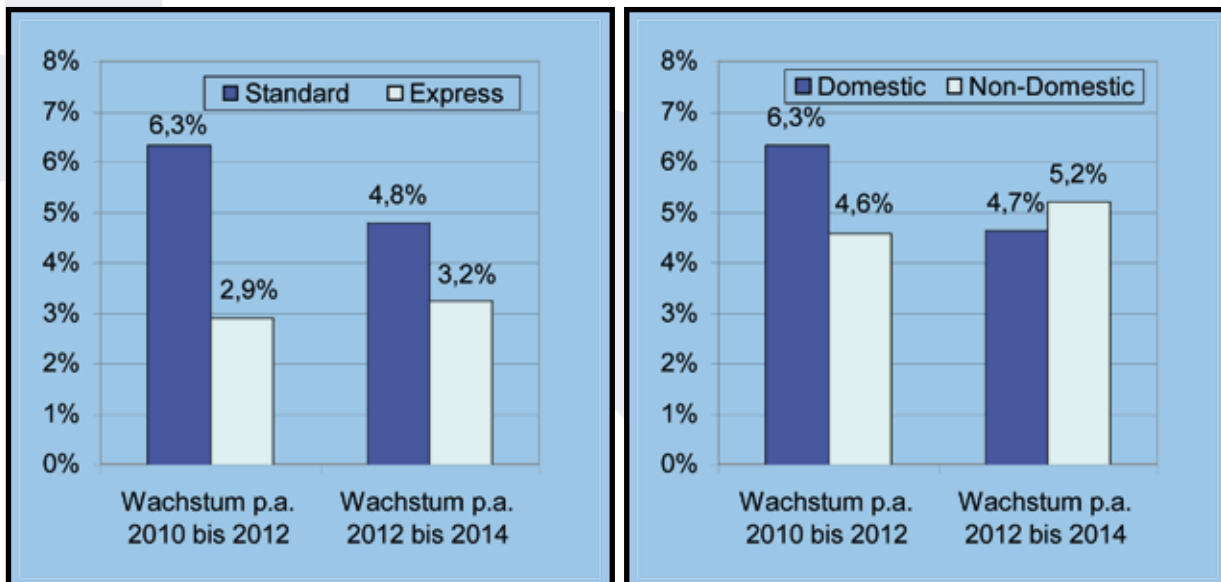 8%
7%
6%
5%
4%
3%
2%
1%
0%
Standard Express
6,3%
2,9%
4,8%
3,2%
Wachstum p.a.
2010 bis 2012
Wachstum p.a.
2012 bis 2014
8%
7%
6%
5%
4%
3%
2%
1%
0%
Domestic Non-Domestic
6,3%
4,6%
4,7%
5,2%
Wachstum p.a.
2010 bis 2012
Wachstum p.a.
2012 bis 2014